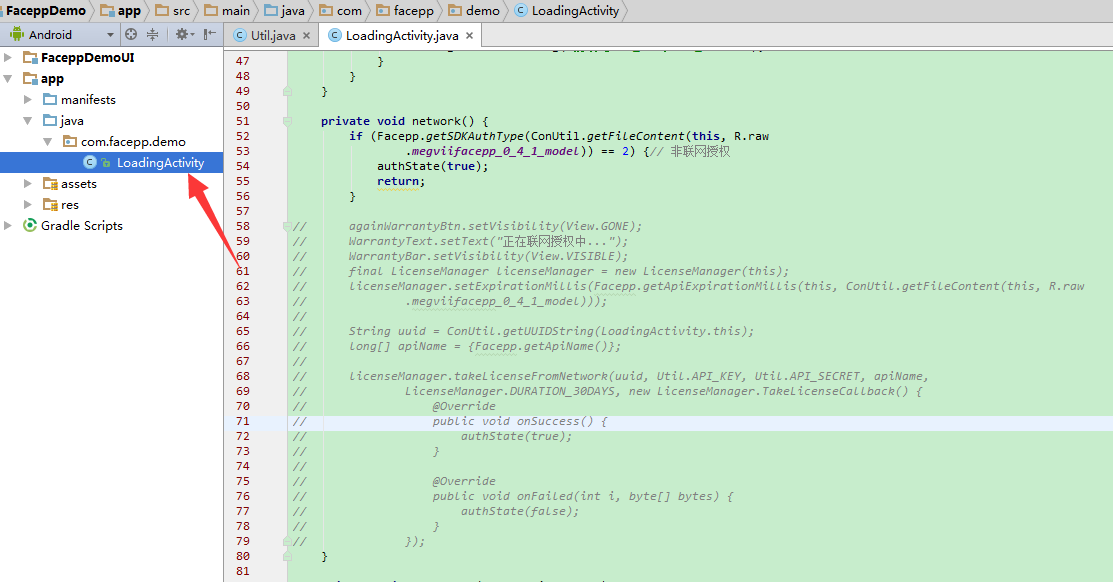 FaceppDemo app src main java com facepp demo LoadingActivity
Android
Util.java LoadingActivity.java
FaceppDemoUI
app
manifests
java
com.facepp.demo
LoadingActivity
assets
res
Gradle Scripts
47 }
48 }
49 }
50
51 private void network() {
52 if (Facepp.getSDKAuthType(ConUtil.getFileContent(this, R.raw
53 .megviifacepp_0_4_1_model)) == 2) {// 非联网授权
54 authState(true);
55 return;
56 }
57
58 // againWarrantyBtn.setVisibility(View.GONE);
59 // WarrantyText.setText("正在联网授权中...");
60 // WarrantyBar.setVisibility(View.VISIBLE);
61 // final LicenseManager licenseManager = new LicenseManager(this);
62 // licenseManager.setExpirationMillis(Facepp.getApiExpirationMillis(this, ConUtil.getFileContent(this, R.raw
63 // .megviifacepp_0_4_1_model)));
64 //
65 // String uuid = ConUtil.getUUIDString(LoadingActivity.this);
66 // long[] apiName = {Facepp.getApiName()};
67 //
68 // licenseManager.takeLicenseFromNetwork(uuid, Util.API_KEY, Util.API_SECRET, apiName,
69 // LicenseManager.DURATION_30DAYS, new LicenseManager.TakeLicenseCallback() {
70 // @Override
71 // public void onSuccess() {
72 // authState(true);
73 // }
74 //
75 // @Override
76 // public void onFailed(int i, byte[] bytes) {
77 // authState(false);
78 // }
79 // });
80 }
81